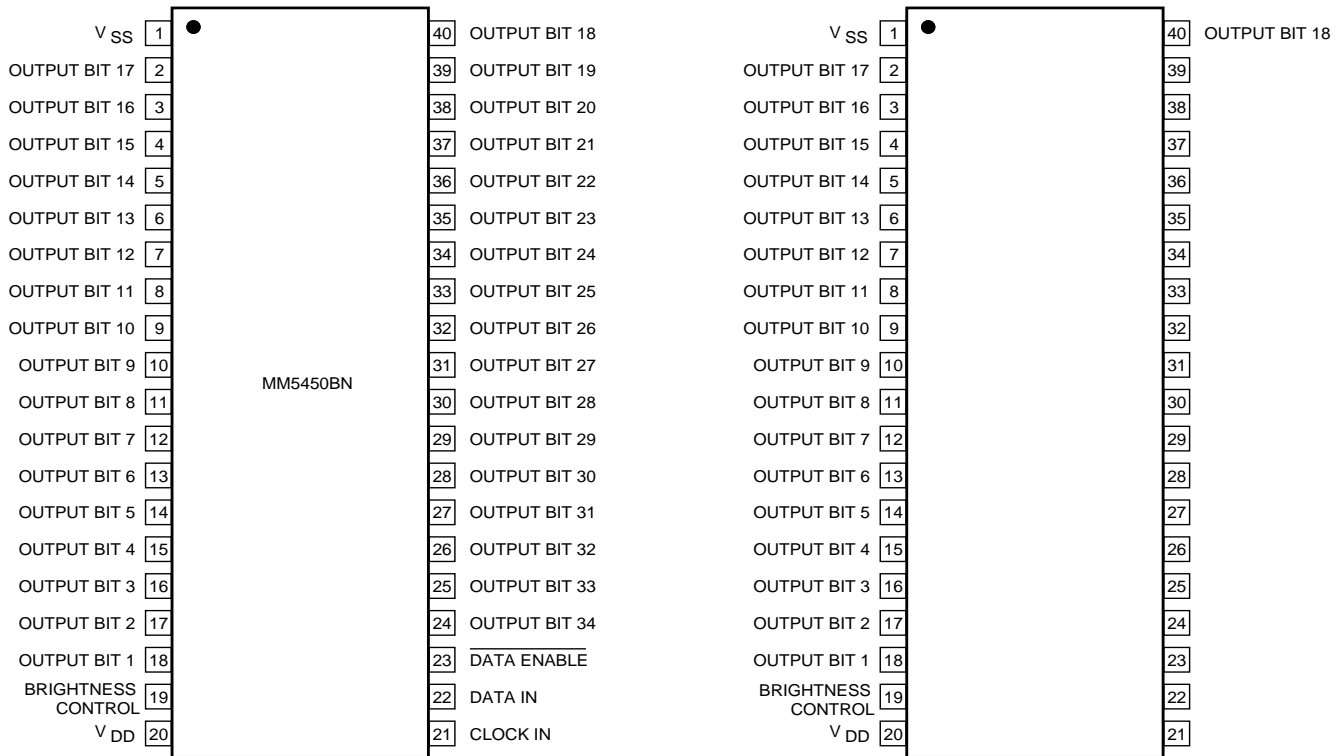 V SS 1 40 OUTPUT BIT 18
OUTPUT BIT 17 2 39 OUTPUT BIT 19
OUTPUT BIT 16 3 38 OUTPUT BIT 20
OUTPUT BIT 15 4 37 OUTPUT BIT 21
OUTPUT BIT 14 5 36 OUTPUT BIT 22
OUTPUT BIT 13 6 35 OUTPUT BIT 23
OUTPUT BIT 12 7 34 OUTPUT BIT 24
OUTPUT BIT 11 8 33 OUTPUT BIT 25
OUTPUT BIT 10 9 32 OUTPUT BIT 26
OUTPUT BIT 9 10 31 OUTPUT BIT 27
MM5450BN
OUTPUT BIT 8 11 30 OUTPUT BIT 28
OUTPUT BIT 7 12 29 OUTPUT BIT 29
OUTPUT BIT 6 13 28 OUTPUT BIT 30
OUTPUT BIT 5 14 27 OUTPUT BIT 31
OUTPUT BIT 4 15 26 OUTPUT BIT 32
OUTPUT BIT 3 16 25 OUTPUT BIT 33
OUTPUT BIT 2 17 24 OUTPUT BIT 34
OUTPUT BIT 1 18 23 DATA ENABLE
BRIGHTNESS
CONTROL 19 22 DATA IN
V DD 20 21 CLOCK IN
V SS 1 40 OUTPUT BIT 18
OUTPUT BIT 17 2 39
OUTPUT BIT 16 3 38
OUTPUT BIT 15 4 37
OUTPUT BIT 14 5 36
OUTPUT BIT 13 6 35
OUTPUT BIT 12 7 34
OUTPUT BIT 11 8 33
OUTPUT BIT 10 9 32
OUTPUT BIT 9 10 31
OUTPUT BIT 8 11 30
OUTPUT BIT 7 12 29
OUTPUT BIT 6 13 28
OUTPUT BIT 5 14 27
OUTPUT BIT 4 15 26
OUTPUT BIT 3 16 25
OUTPUT BIT 2 17 24
OUTPUT BIT 1 18 23
BRIGHTNESS
CONTROL 19 22
V DD 20 21